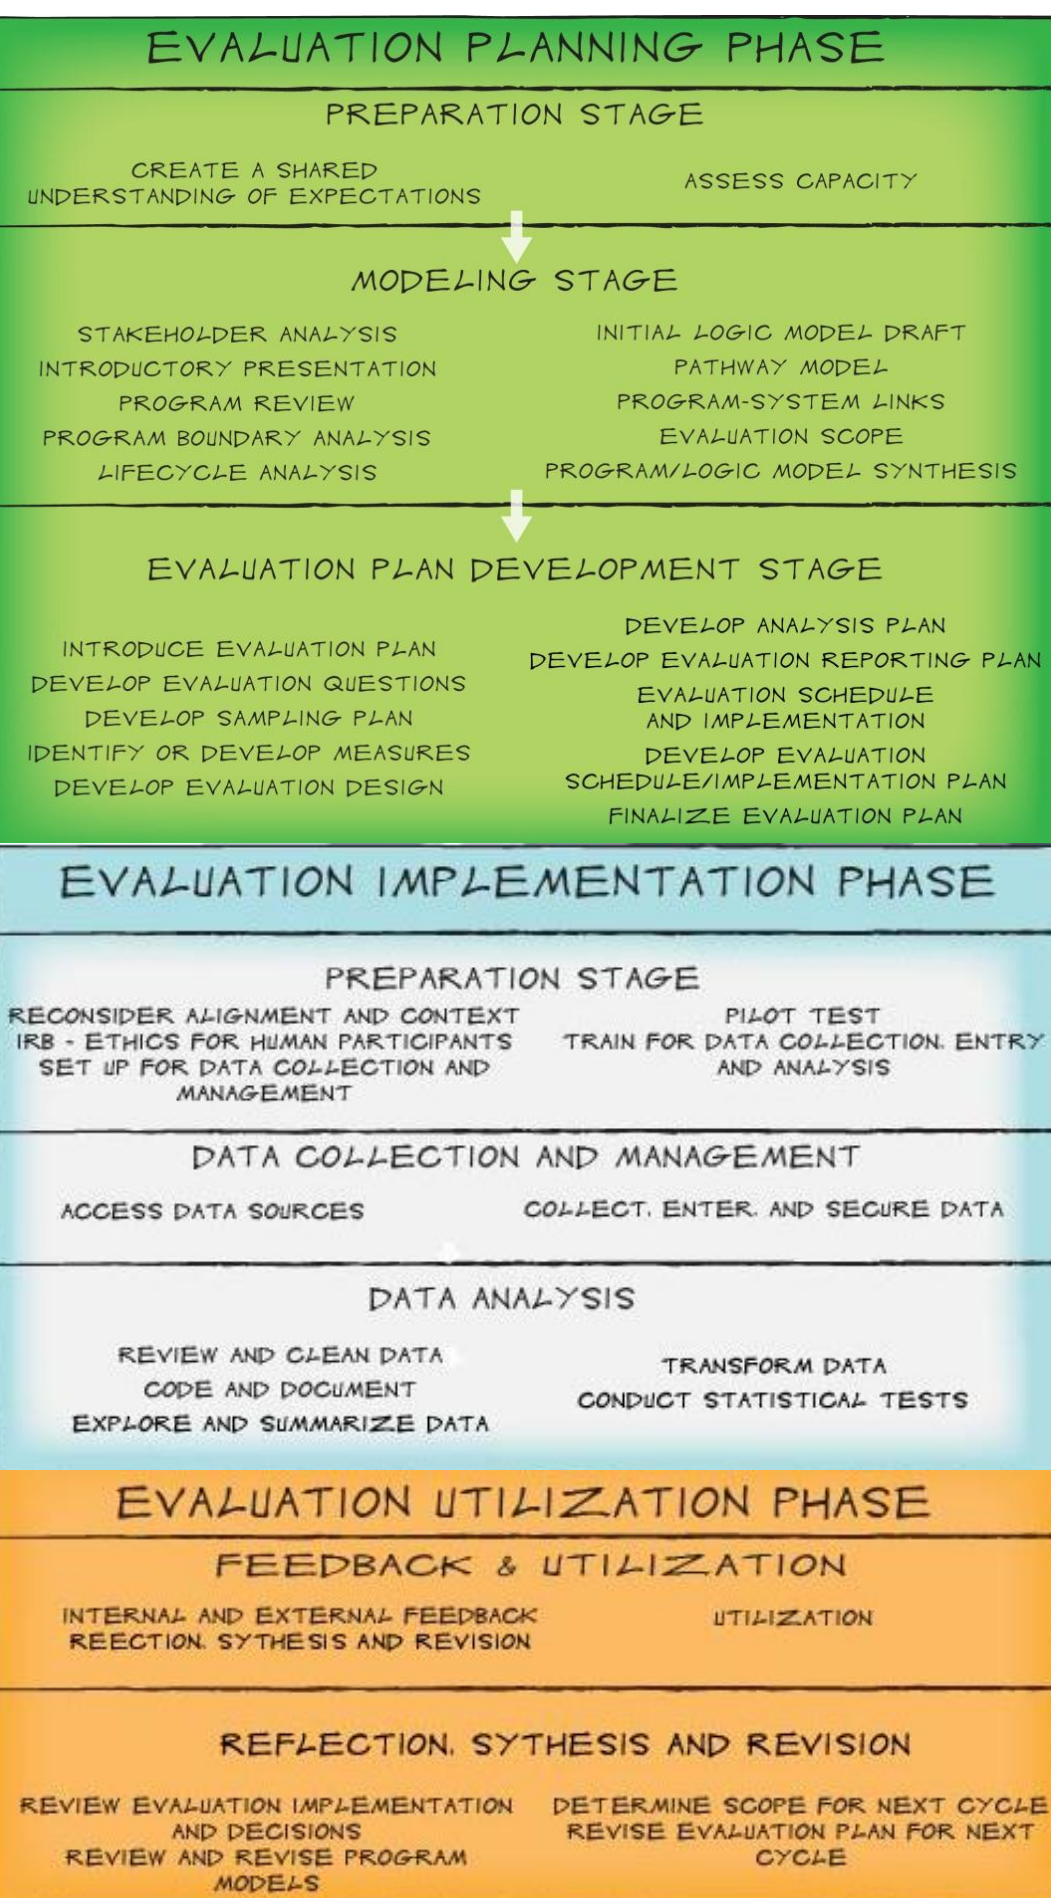 EVALUATION PLANNING PHASE
PREPARATION STAGE
CREATE A SHARED
UNDERSTANDING OF EXPECTATIONS
ASSESS CAPACITY
MODELING STAGE
STAKEHOLDER ANALYSIS
INTRODUCTORY PRESENTATION
PROGRAM REVIEW
PROGRAM BOUNDARY ANALYSIS
LIFECYCLE ANALYSIS
INITIAL LOGIC MODEL DRAFT
PATHWAY MODEL
PROGRAM-SYSTEM LINKS
EVALUATION SCOPE
PROGRAM/LOGIC MODEL SYNTHESIS
EVALUATION PLAN DEVELOPMENT STAGE
INTRODUCE EVALUATION PLAN
DEVELOP EVALUATION QUESTIONS
DEVELOP SAMPLING PLAN
IDENTIFY OR DEVELOP MEASURES
DEVELOP EVALUATION DESIGN
DEVELOP ANALYSIS PLAN
DEVELOP EVALUATION REPORTING PLAN
EVALUATION SCHEDULE
AND IMPLEMENTATION
DEVELOP EVALUATION
SCHEDULE/IMPLEMENTATION PLAN
FINALIZE EVALUATION PLAN
EVALUATION IMPLEMENTATION PHASE
PREPARATION STAGE
RECONSIDER ALIGNMENT AND CONTEXT
IRB - ETHICS FOR HUMAN PARTICIPANTS
SET UP FOR DATA COLLECTION AND
MANAGEMENT
PILOT TEST
TRAIN FOR DATA COLLECTION, ENTRY
AND ANALYSIS
DATA COLLECTION AND MANAGEMENT
ACCESS DATA SOURCES
COLLECT, ENTER, AND SECURE DATA
DATA ANALYSIS
REVIEW AND CLEAN DATA
CODE AND DOCUMENT
EXPLORE AND SUMMARIZE DATA
TRANSFORM DATA
CONDUCT STATISTICAL TESTS
EVALUATION UTILIZATION PHASE
FEEDBACK & UTILIZATION
INTERNAL AND EXTERNAL FEEDBACK
REECTION, SYTHESIS AND REVISION
UTILIZATION
REFLECTION, SYTHESIS AND REVISION
REVIEW EVALUATION IMPLEMENTATION
AND DECISIONS
REVIEW AND REVISE PROGRAM
MODELS
DETERMINE SCOPE FOR NEXT CYCLE
REVISE EVALUATION PLAN FOR NEXT
CYCLE